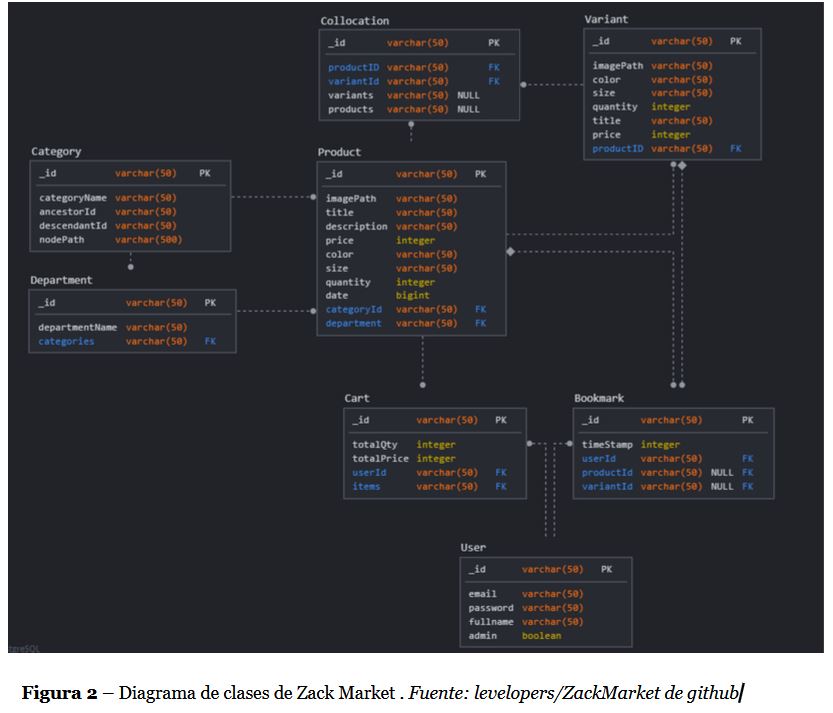 Collocation
_id varchar(50) PK
productID varchar(50) FK
variantId varchar(50) FK
variants varchar(50) NULL
products varchar(50) NULL
Variant
_id varchar(50) PK
imagePath varchar(50)
color varchar(50)
size varchar(50)
quantity integer
title varchar(50)
price integer
productID varchar(50) FK
Category
_id varchar(50) PK
categoryName varchar(50)
ancestorId varchar(50)
descendantId varchar(50)
nodePath varchar(500)
Product
_id varchar(50) PK
imagePath varchar(50)
title varchar(50)
description varchar(50)
price integer
color varchar(50)
size varchar(50)
quantity integer
date bigint
categoryId varchar(50) FK
department varchar(50) FK
Department
_id varchar(50) PK
departmentName varchar(50)
categories varchar(50) FK
Cart
_id varchar(50) PK
totalQty integer
totalPrice integer
userId varchar(50) FK
items varchar(50) FK
Bookmark
_id varchar(50) PK
timeStamp integer
userId varchar(50) FK
productId varchar(50) NULL FK
variantId varchar(50) NULL FK
User
_id varchar(50) PK
email varchar(50)
password varchar(50)
fullname varchar(50)
admin boolean
Figura 2 – Diagrama de clases de Zack Market . Fuente: levelopers/ZackMarket de github